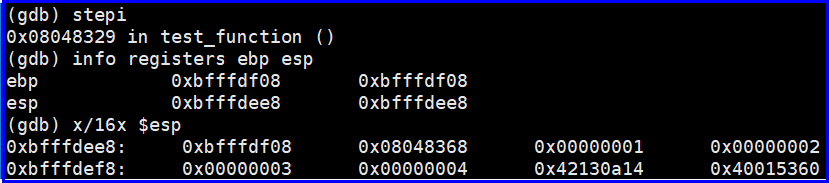 (gdb) stepi
0x08048329 in test_function ()
(gdb) info registers ebp esp
ebp 0xbfffdf08 0xbfffdf08
esp 0xbfffdee8 0xbfffdee8
(gdb) x/16x $esp
0xbfffdee8: 0xbfffdf08 0x08048368 0x00000001 0x00000002
0xbfffdef8: 0x00000003 0x00000004 0x42130a14 0x40015360